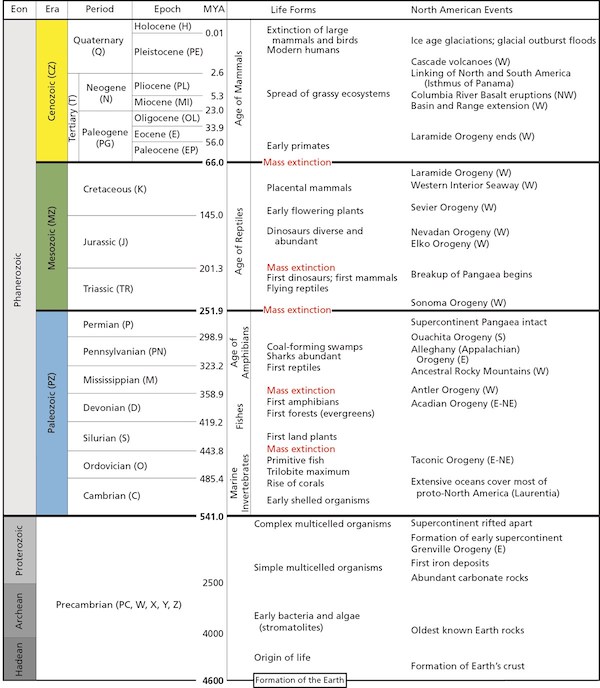 Eon Era Period Epoch MYA Life Forms North American Events
Phanerozoic
Cenozoic (CZ)
Quaternary
(Q)
Holocene (H)
0.01
Pleistocene (PE)
2.6
Tertiary (T)
Neogene
(N)
Pliocene (PL)
5.3
Miocene (MI)
23.0
Paleogene
(PG)
Oligocene (OL)
33.9
Eocene (E)
56.0
Paleocene (EP)
66.0
Age of Mammals
Extinction of large
mammals and birds
Modern humans
Spread of grassy ecosystems
Early primates
Mass extinction
Ice age glaciations; glacial outburst floods
Cascade volcanoes (W)
Linking of North and South America
(Isthmus of Panama)
Columbia River Basalt eruptions (NW)
Basin and Range extension (W)
Laramide Orogeny ends (W)
Mesozoic (MZ)
Cretaceous (K)
145.0
Jurassic (J)
201.3
Triassic (TR)
251.9
Age of Reptiles
Placental mammals
Early flowering plants
Dinosaurs diverse and
abundant
Mass extinction
First dinosaurs; first mammals
Flying reptiles
Mass extinction
Laramide Orogeny (W)
Western Interior Seaway (W)
Sevier Orogeny (W)
Nevadan Orogeny (W)
Elko Orogeny (W)
Breakup of Pangaea begins
Sonoma Orogeny (W)
Paleozoic (PZ)
Permian (P)
298.9
Pennsylvanian (PN)
323.2
Mississippian (M)
358.9
Devonian (D)
419.2
Silurian (S)
443.8
Ordovician (O)
485.4
Cambrian (C)
541.0
Age of
Amphibians
Fishes
Marine
Invertebrates
Coal-forming swamps
Sharks abundant
First reptiles
Mass extinction
First amphibians
First forests (evergreens)
First land plants
Mass extinction
Primitive fish
Trilobite maximum
Rise of corals
Early shelled organisms
Supercontinent Pangaea intact
Ouachita Orogeny (S)
Alleghany (Appalachian)
Orogeny (E)
Ancestral Rocky Mountains (W)
Antler Orogeny (W)
Acadian Orogeny (E-NE)
Taconic Orogeny (E-NE)
Extensive oceans cover most of
proto-North America (Laurentia)
Proterozoic
Archean
Hadean
Precambrian (PC, W, X, Y, Z)
2500
4000
4600
Complex multicelled organisms
Simple multicelled organisms
Early bacteria and algae
(stromatolites)
Origin of life
Formation of the Earth
Supercontinent rifted apart
Formation of early supercontinent
Grenville Orogeny (E)
First iron deposits
Abundant carbonate rocks
Oldest known Earth rocks
Formation of Earth's crust